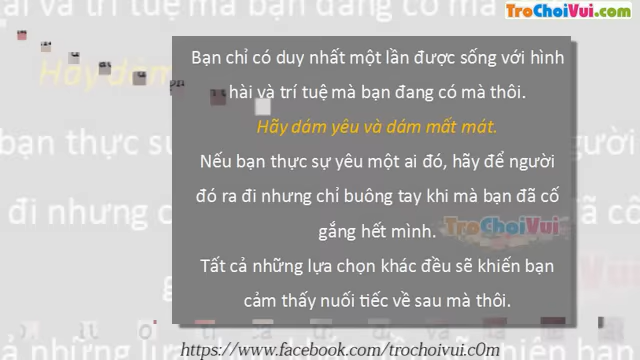 TroChoiVui.com
Bạn chỉ có duy nhất một lần được sống với hình
hài và trí tuệ mà bạn đang có mà thôi.
Hãy dám yêu và dám mất mát.
Nếu bạn thực sự yêu một ai đó, hãy để người
đó ra đi nhưng chỉ buông tay khi mà bạn đã cố
gắng hết mình.
TroChoiVui
Tất cả những lựa chọn khác đều sẽ khiến bạn
cảm thấy nuối tiếc về sau mà thôi.
https://www.facebook.com/trochoivui.c0m